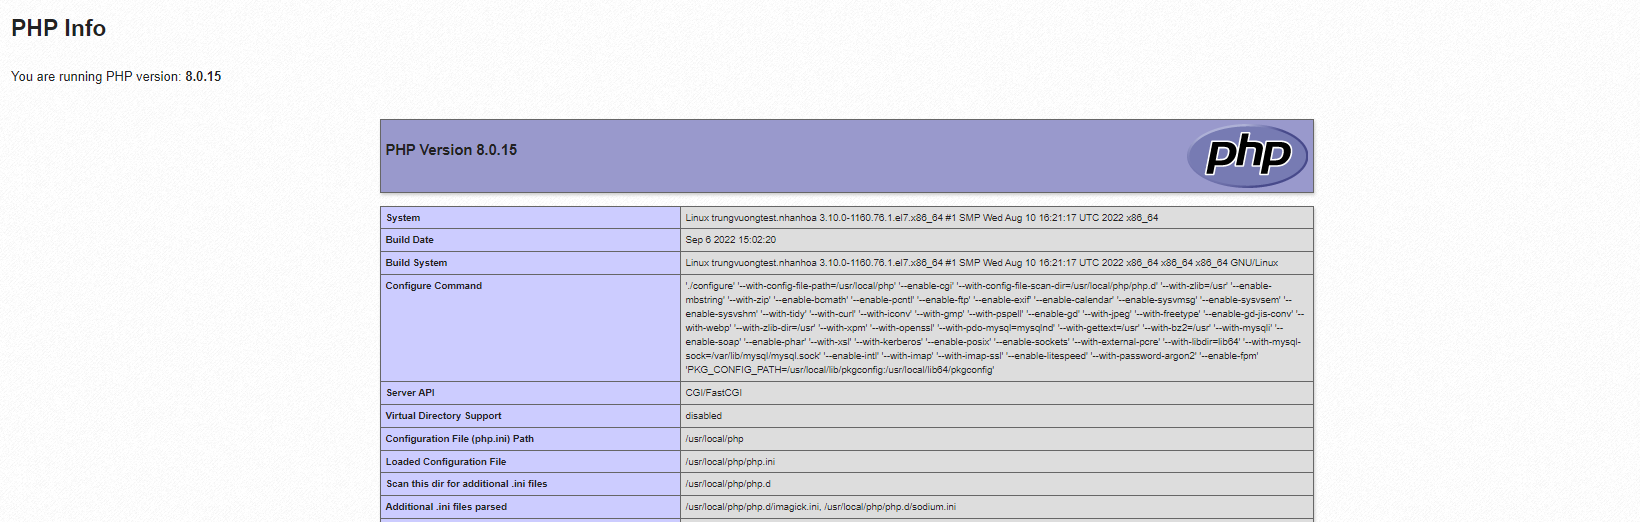 PHP Info
You are running PHP version: 8.0.15
PHP Version 8.0.15
php
System Linux trungvuongtest.nhanhoa 3.10.0-1160.76.1.el7.x86_64 #1 SMP Wed Aug 10 16:21:17 UTC 2022 x86_64
Build Date Sep 6 2022 15:02:20
Build System Linux trungvuongtest.nhanhoa 3.10.0-1160.76.1.el7.x86_64 #1 SMP Wed Aug 10 16:21:17 UTC 2022 x86_64 x86_64 x86_64 GNU/Linux
Configure Command './configure' '--with-config-file-path=/usr/local/php' '--enable-cgi' '--with-config-file-scan-dir=/usr/local/php/php.d' '--with-zlib=/usr' '--enable-
mbstring' '--with-zip' '--enable-bcmath' '--enable-pcntl' '--enable-ftp' '--enable-exif' '--enable-calendar' '--enable-sysvmsg' '--enable-sysvsem' '--
enable-sysvshm' '--with-tidy' '--with-curl' '--with-iconv' '--with-gmp' '--with-pspell' '--enable-gd' '--with-jpeg' '--with-freetype' '--enable-gd-jis-conv' '--
with-webp' '--with-zlib-dir=/usr' '--with-xpm' '--with-openssl' '--with-pdo-mysql=mysqlnd' '--with-gettext=/usr' '--with-bz2=/usr' '--with-mysqli' '--
enable-soap' '--enable-phar' '--with-xsl' '--with-kerberos' '--enable-posix' '--enable-sockets' '--with-external-pcre' '--with-libdir=lib64' '--with-mysql-
sock=/var/lib/mysql/mysql.sock' '--enable-intl' '--with-imap' '--with-imap-ssl' '--enable-litespeed' '--with-password-argon2' '--enable-fpm'
'PKG_CONFIG_PATH=/usr/local/lib/pkgconfig:/usr/local/lib64/pkgconfig'
Server API CGI/FastCGI
Virtual Directory Support disabled
Configuration File (php.ini) Path /usr/local/php
Loaded Configuration File /usr/local/php/php.ini
Scan this dir for additional .ini files /usr/local/php/php.d
Additional .ini files parsed /usr/local/php/php.d/imagick.ini, /usr/local/php/php.d/sodium.ini